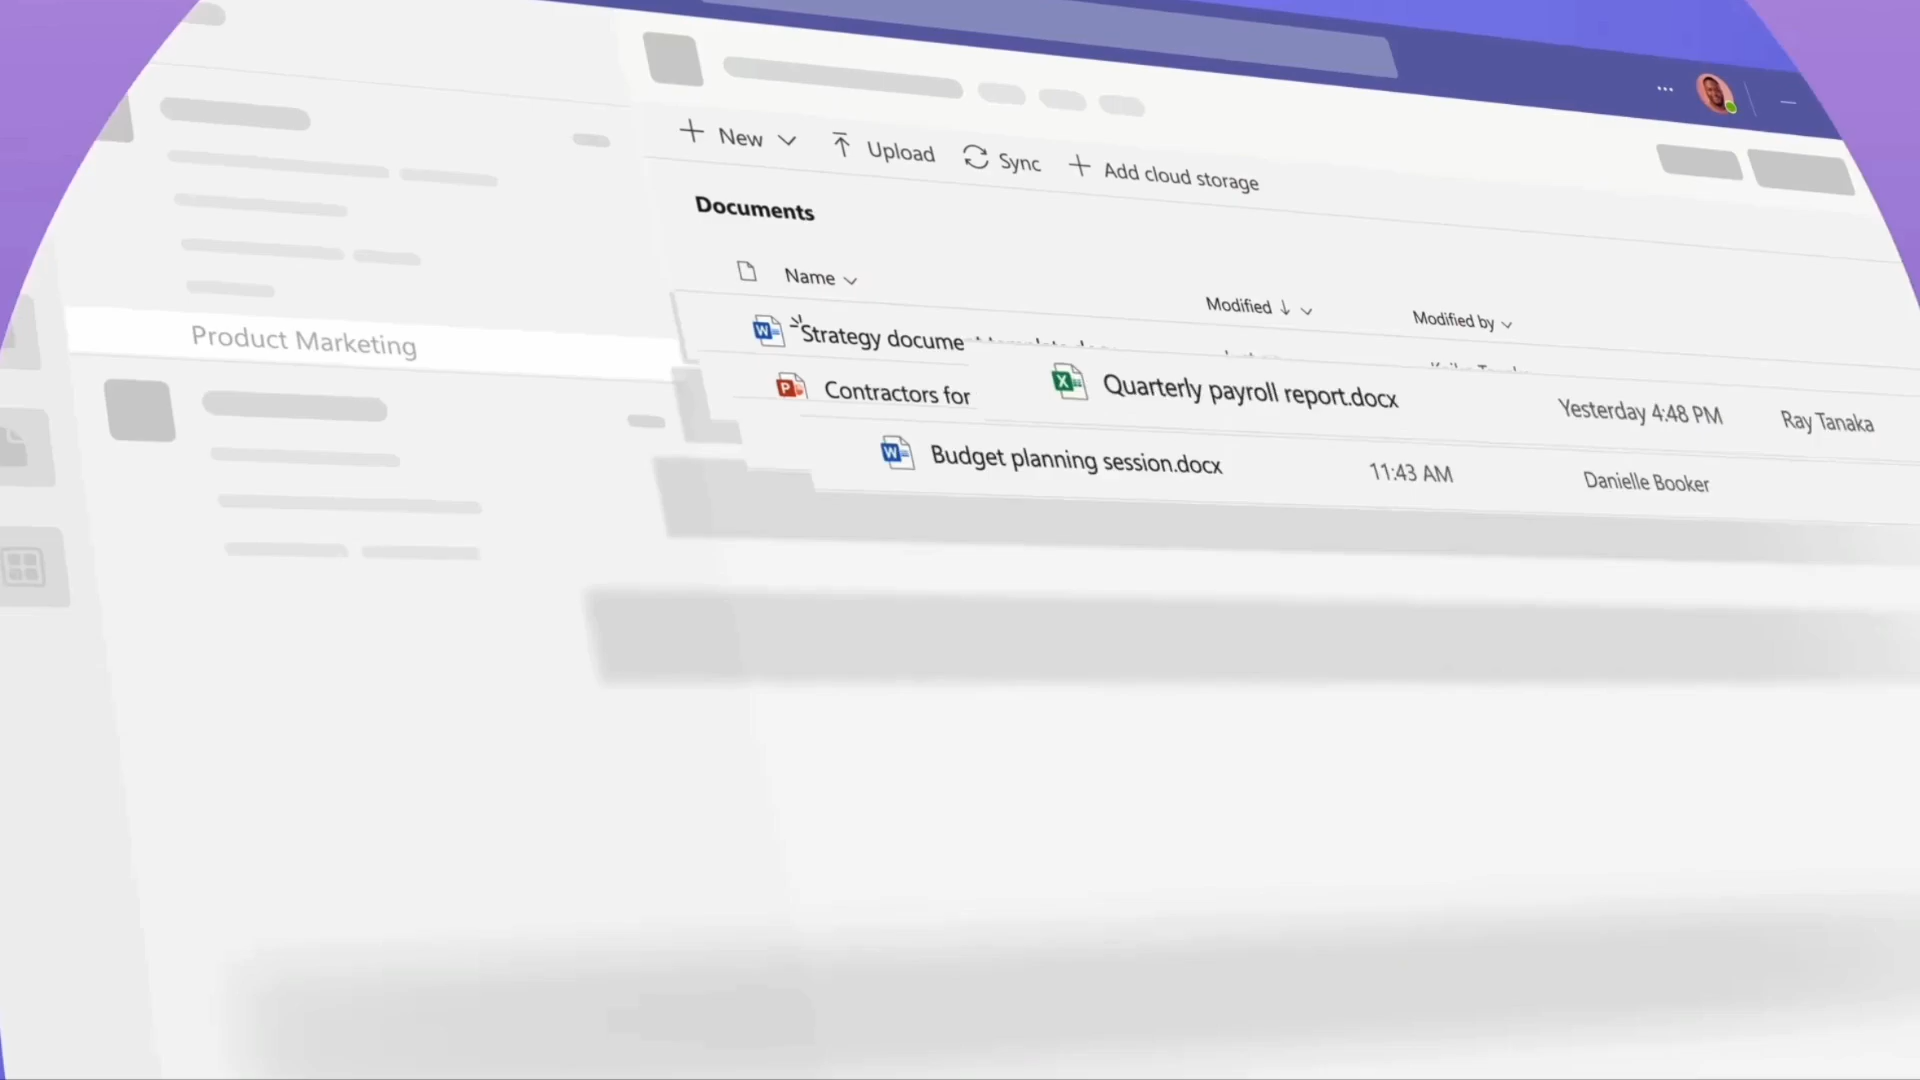 New
Upload
Sync
Add cloud storage
Documents
Name
Modified
Modified by
Product Marketing
Strategy docume
Contractors for
Quarterly payroll report.docx
Yesterday 4:48 PM
Ray Tanaka
Budget planning session.docx
11:43 AM
Danielle Booker